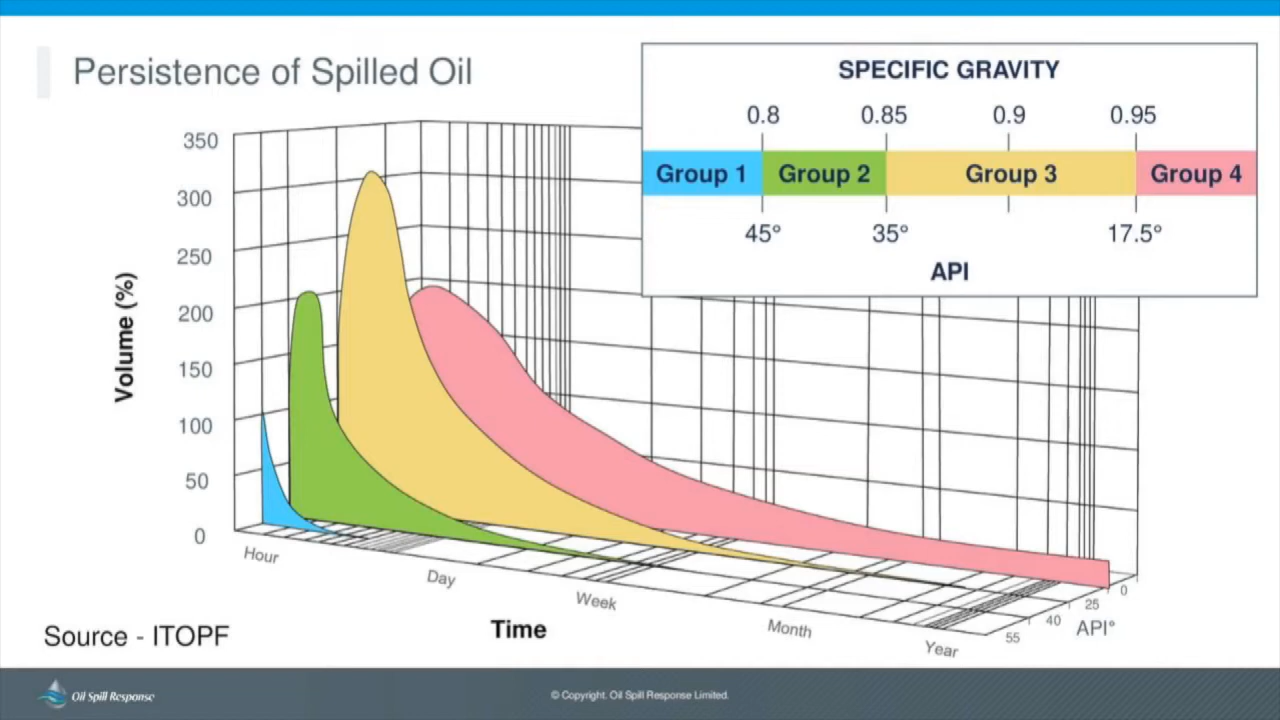 Persistence of Spilled Oil
SPECIFIC GRAVITY
0.8 0.85 0.9 0.95
Group 1 Group 2 Group 3 Group 4
45° 35° 17.5°
API
350
300
250
200
150
100
50
0
Volume (%)
Hour
Day
Week
Month
Year
Time
0
25
40
55
API°
Source - ITOPF
Oil Spill Response
© Copyright. Oil Spill Response Limited.